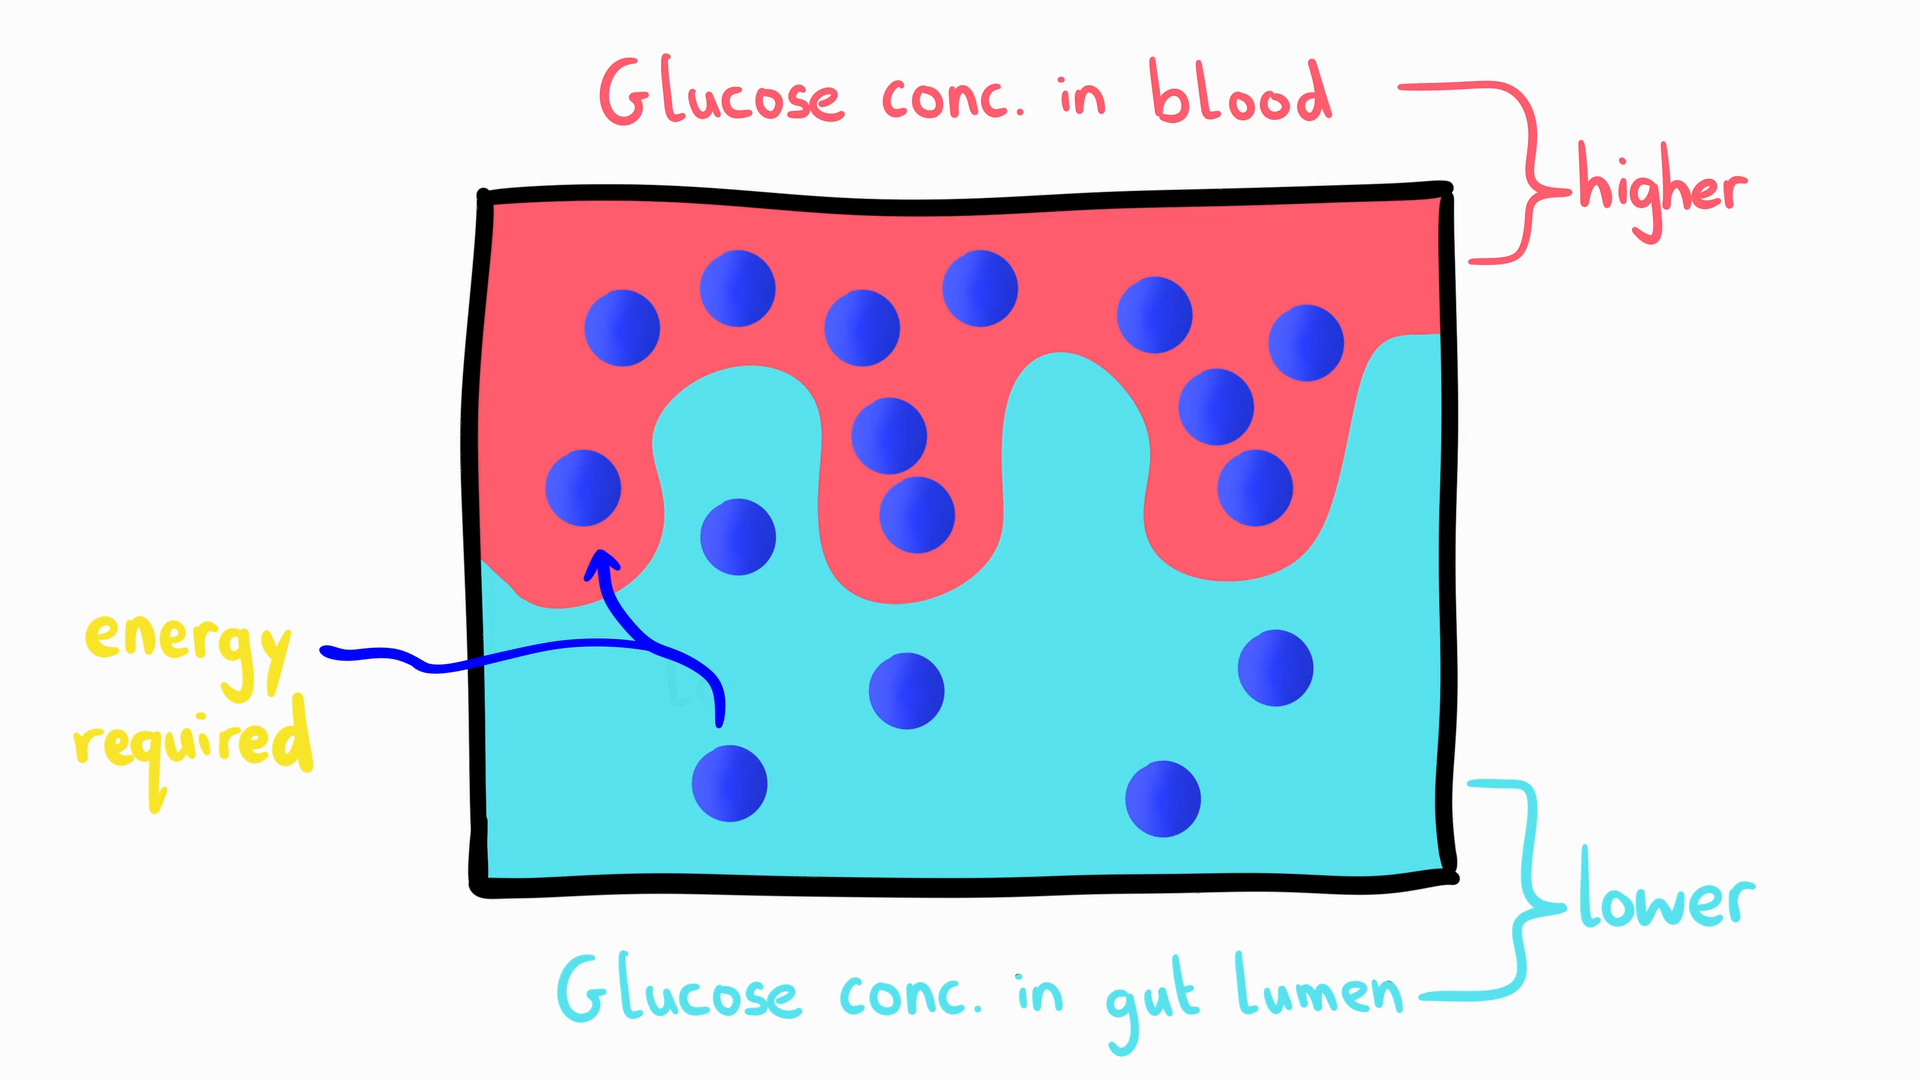 Glucose conc. in blood
higher
energy
required
lower
Glucose conc. in gut lumen